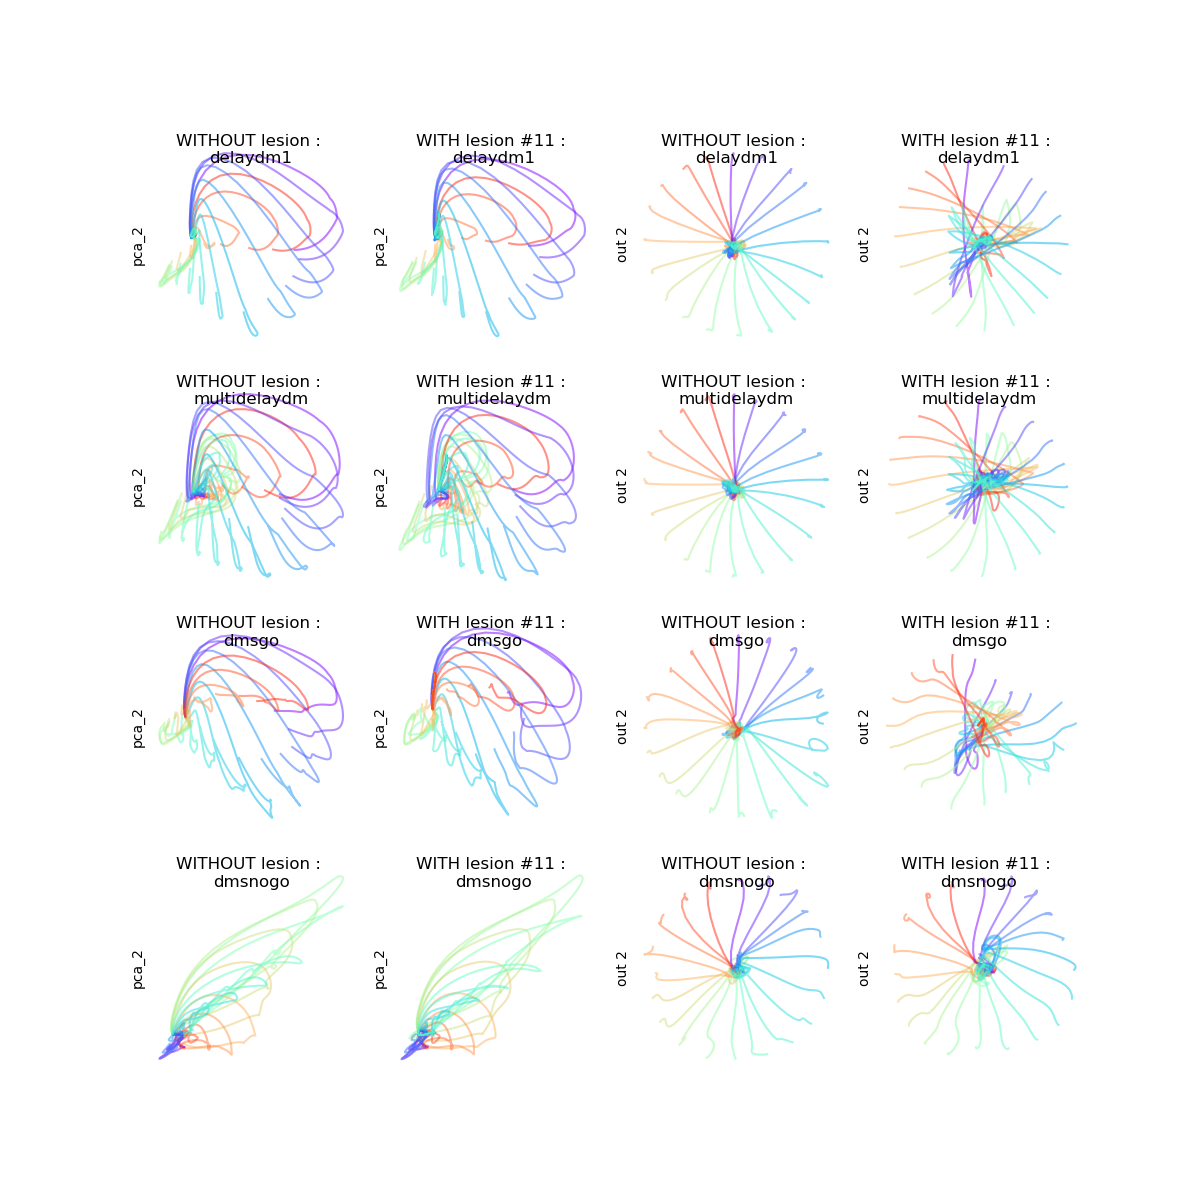 WITHOUT lesion :
delaydm1
WITH lesion #11 :
delaydm1
WITHOUT lesion :
delaydm1
WITH lesion #11 :
delaydm1
pca_2
pca_2
out 2
out 2
WITHOUT lesion :
multidelaydm
WITH lesion #11 :
multidelaydm
WITHOUT lesion :
multidelaydm
WITH lesion #11 :
multidelaydm
pca_2
pca_2
out 2
out 2
WITHOUT lesion :
dmsgo
WITH lesion #11 :
dmsgo
WITHOUT lesion :
dmsgo
WITH lesion #11 :
dmsgo
pca_2
pca_2
out 2
out 2
WITHOUT lesion :
dmsnogo
WITH lesion #11 :
dmsnogo
WITHOUT lesion :
dmsnogo
WITH lesion #11 :
dmsnogo
pca_2
pca_2
out 2
out 2